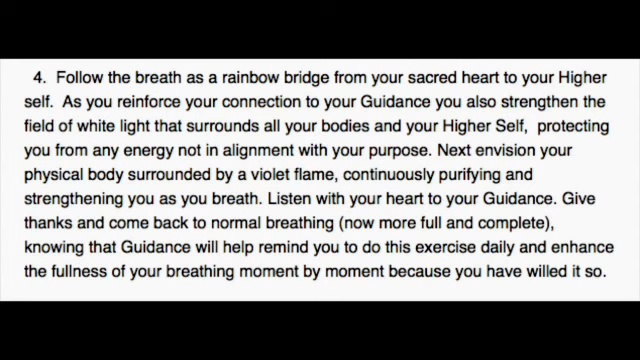 4.  Follow the breath as a rainbow bridge from your sacred heart to your Higher
self.  As you reinforce your connection to your Guidance you also strengthen the
field of white light that surrounds all your bodies and your Higher Self,  protecting
you from any energy not in alignment with your purpose. Next envision your
physical body surrounded by a violet flame, continuously purifying and
strengthening you as you breath. Listen with your heart to your Guidance. Give
thanks and come back to normal breathing (now more full and complete),
knowing that Guidance will help remind you to do this exercise daily and enhance
the fullness of your breathing moment by moment because you have willed it so.